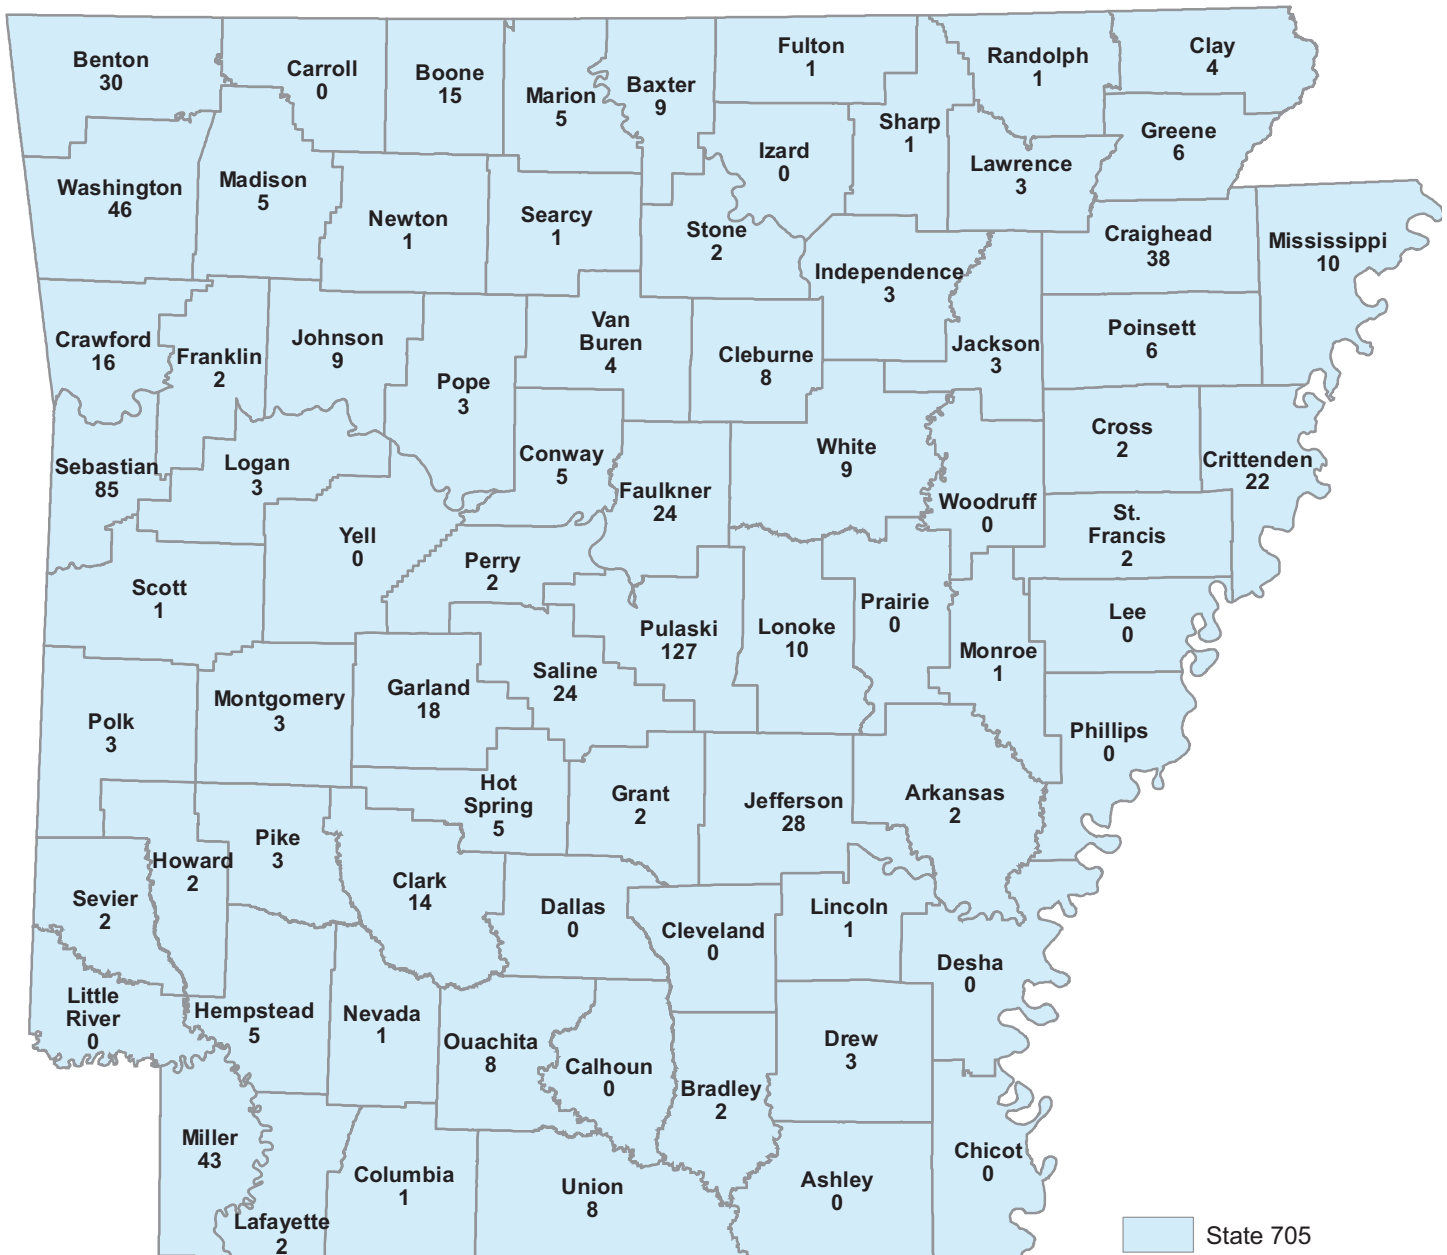 Benton
30
Carroll
0
Boone
15
Marion
5
Baxter
9
Fulton
1
Randolph
1
Clay
4
Washington
46
Madison
5
Newton
1
Searcy
1
Stone
2
Izard
0
Sharp
1
Lawrence
3
Greene
6
Independence
3
Craighead
38
Mississippi
10
Crawford
16
Franklin
2
Johnson
9
Pope
3
Van
Buren
4
Cleburne
8
Jackson
3
Poinsett
6
Sebastian
85
Logan
3
Conway
5
Faulkner
24
White
9
Woodruff
0
Cross
2
Crittenden
22
St.
Francis
2
Scott
1
Yell
0
Perry
2
Pulaski
127
Lonoke
10
Prairie
0
Monroe
1
Lee
0
Polk
3
Montgomery
3
Garland
18
Saline
24
Phillips
0
Hot
Spring
5
Grant
2
Jefferson
28
Arkansas
2
Howard
2
Pike
3
Clark
14
Sevier
2
Dallas
0
Cleveland
0
Lincoln
1
Desha
0
Little
River
0
Hempstead
5
Nevada
1
Ouachita
8
Calhoun
0
Bradley
2
Drew
3
Miller
43
Lafayette
2
Columbia
1
Union
8
Ashley
0
Chicot
0
State 705